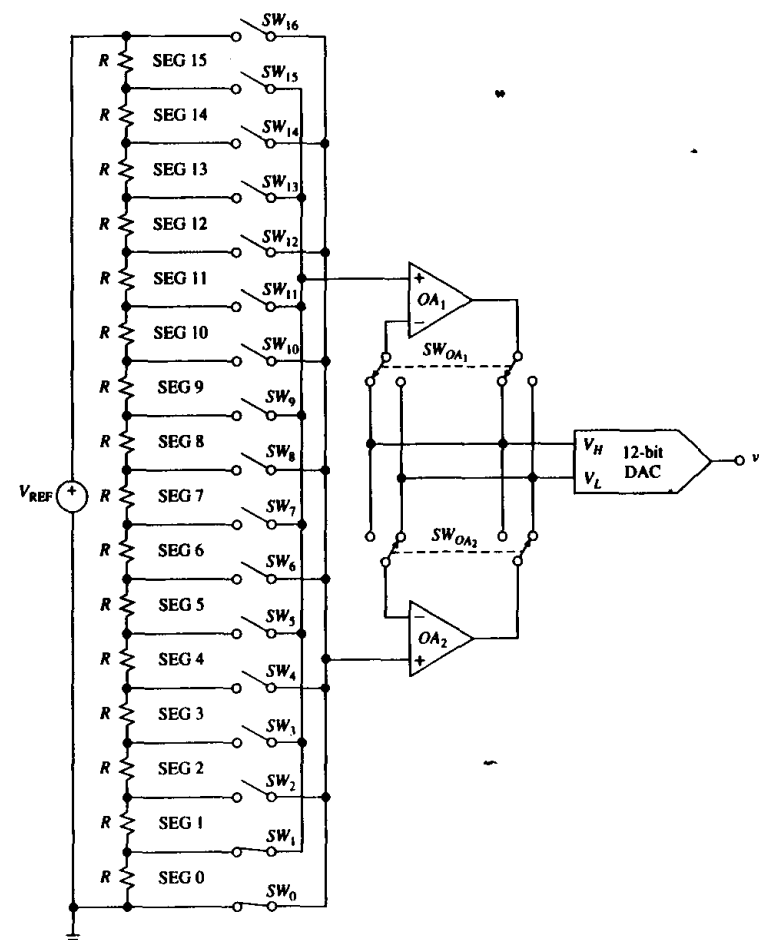 SW16
R SEG 15
SW15
R SEG 14
SW14
R SEG 13
SW13
R SEG 12
SW12
R SEG 11
SW11
R SEG 10
SW10
R SEG 9
SW9
R SEG 8
SW8
R SEG 7
SW7
R SEG 6
SW6
R SEG 5
SW5
R SEG 4
SW4
R SEG 3
SW3
R SEG 2
SW2
R SEG 1
SW1
R SEG 0
SW0
VREF
+
+
OA1
−
SWOA1
VH
12-bit
DAC
VL
v
SWOA2
−
OA2
+